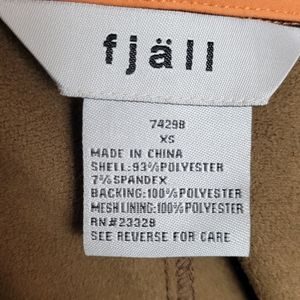 fjäll
74298
XS
MADE IN CHINA
SHELL:93%POLYESTER
7%SPANDEX
BACKING:100%POLYESTER
MESH LINING:100%POLYESTER
RN#23328
SEE REVERSE FOR CARE